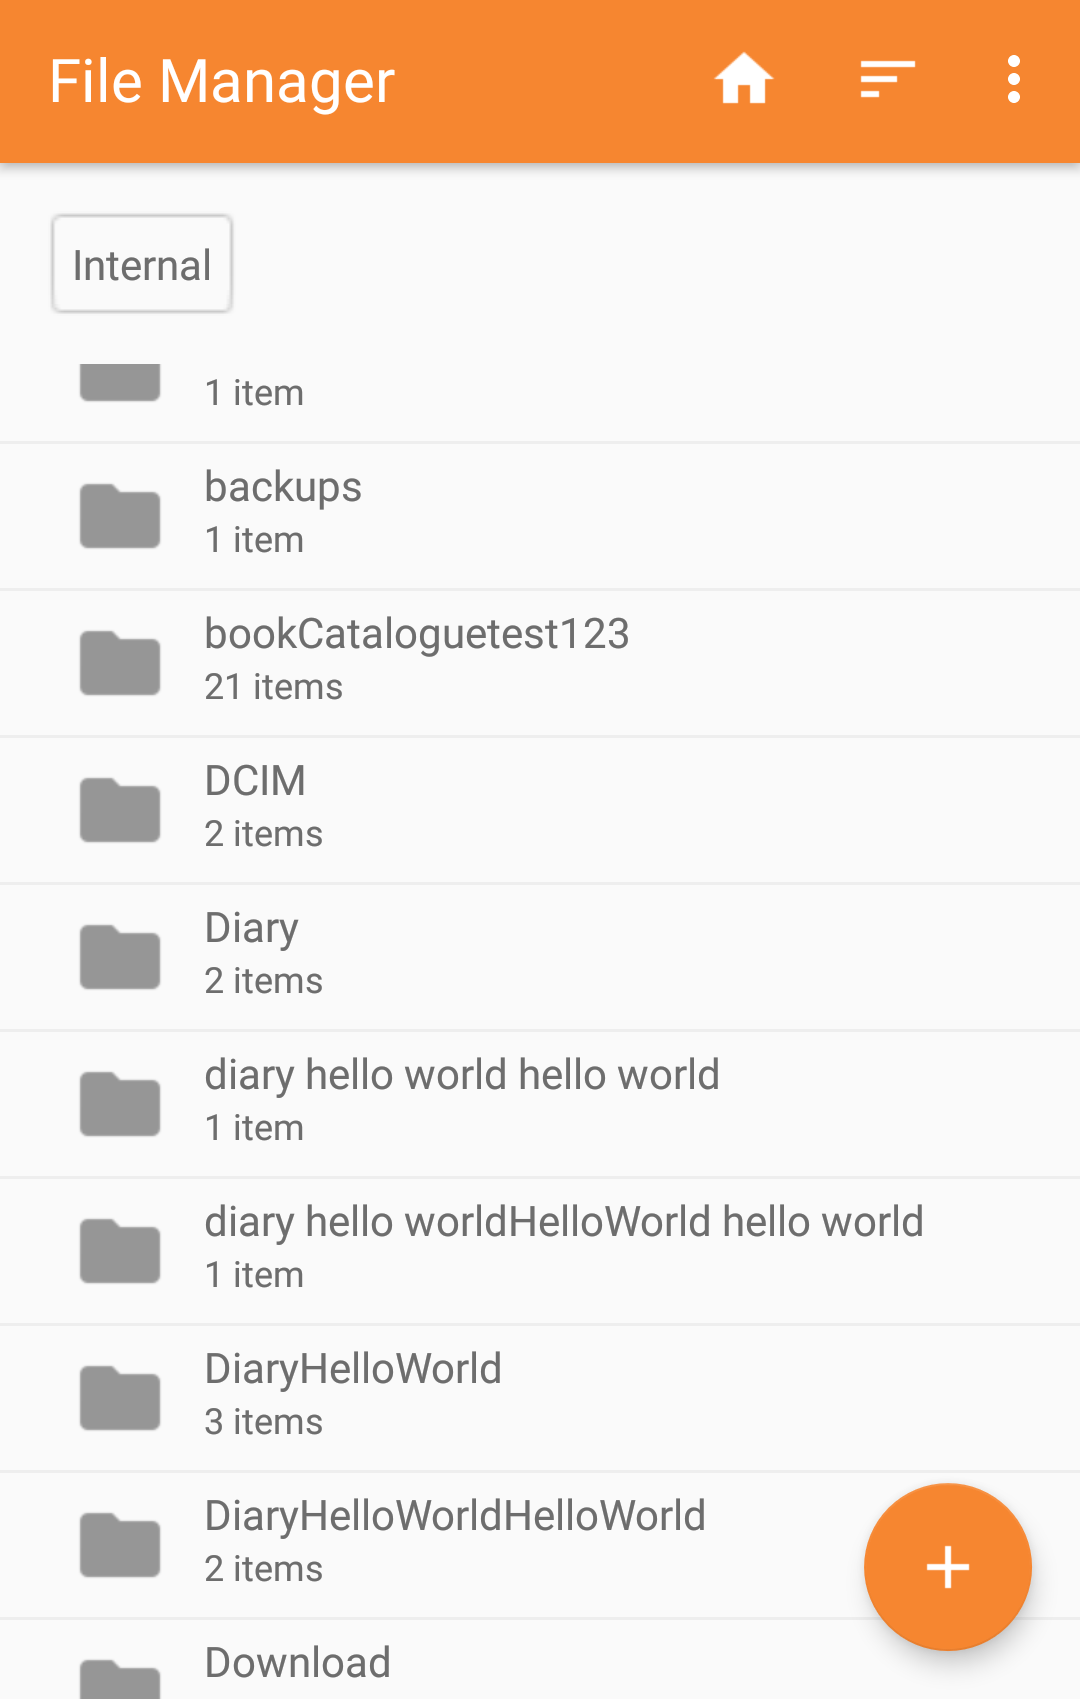 File Manager
Internal
1 item
backups
1 item
bookCataloguetest123
21 items
DCIM
2 items
Diary
2 items
diary hello world hello world
1 item
diary hello worldHelloWorld hello world
1 item
DiaryHelloWorld
3 items
DiaryHelloWorldHelloWorld
2 items
Download